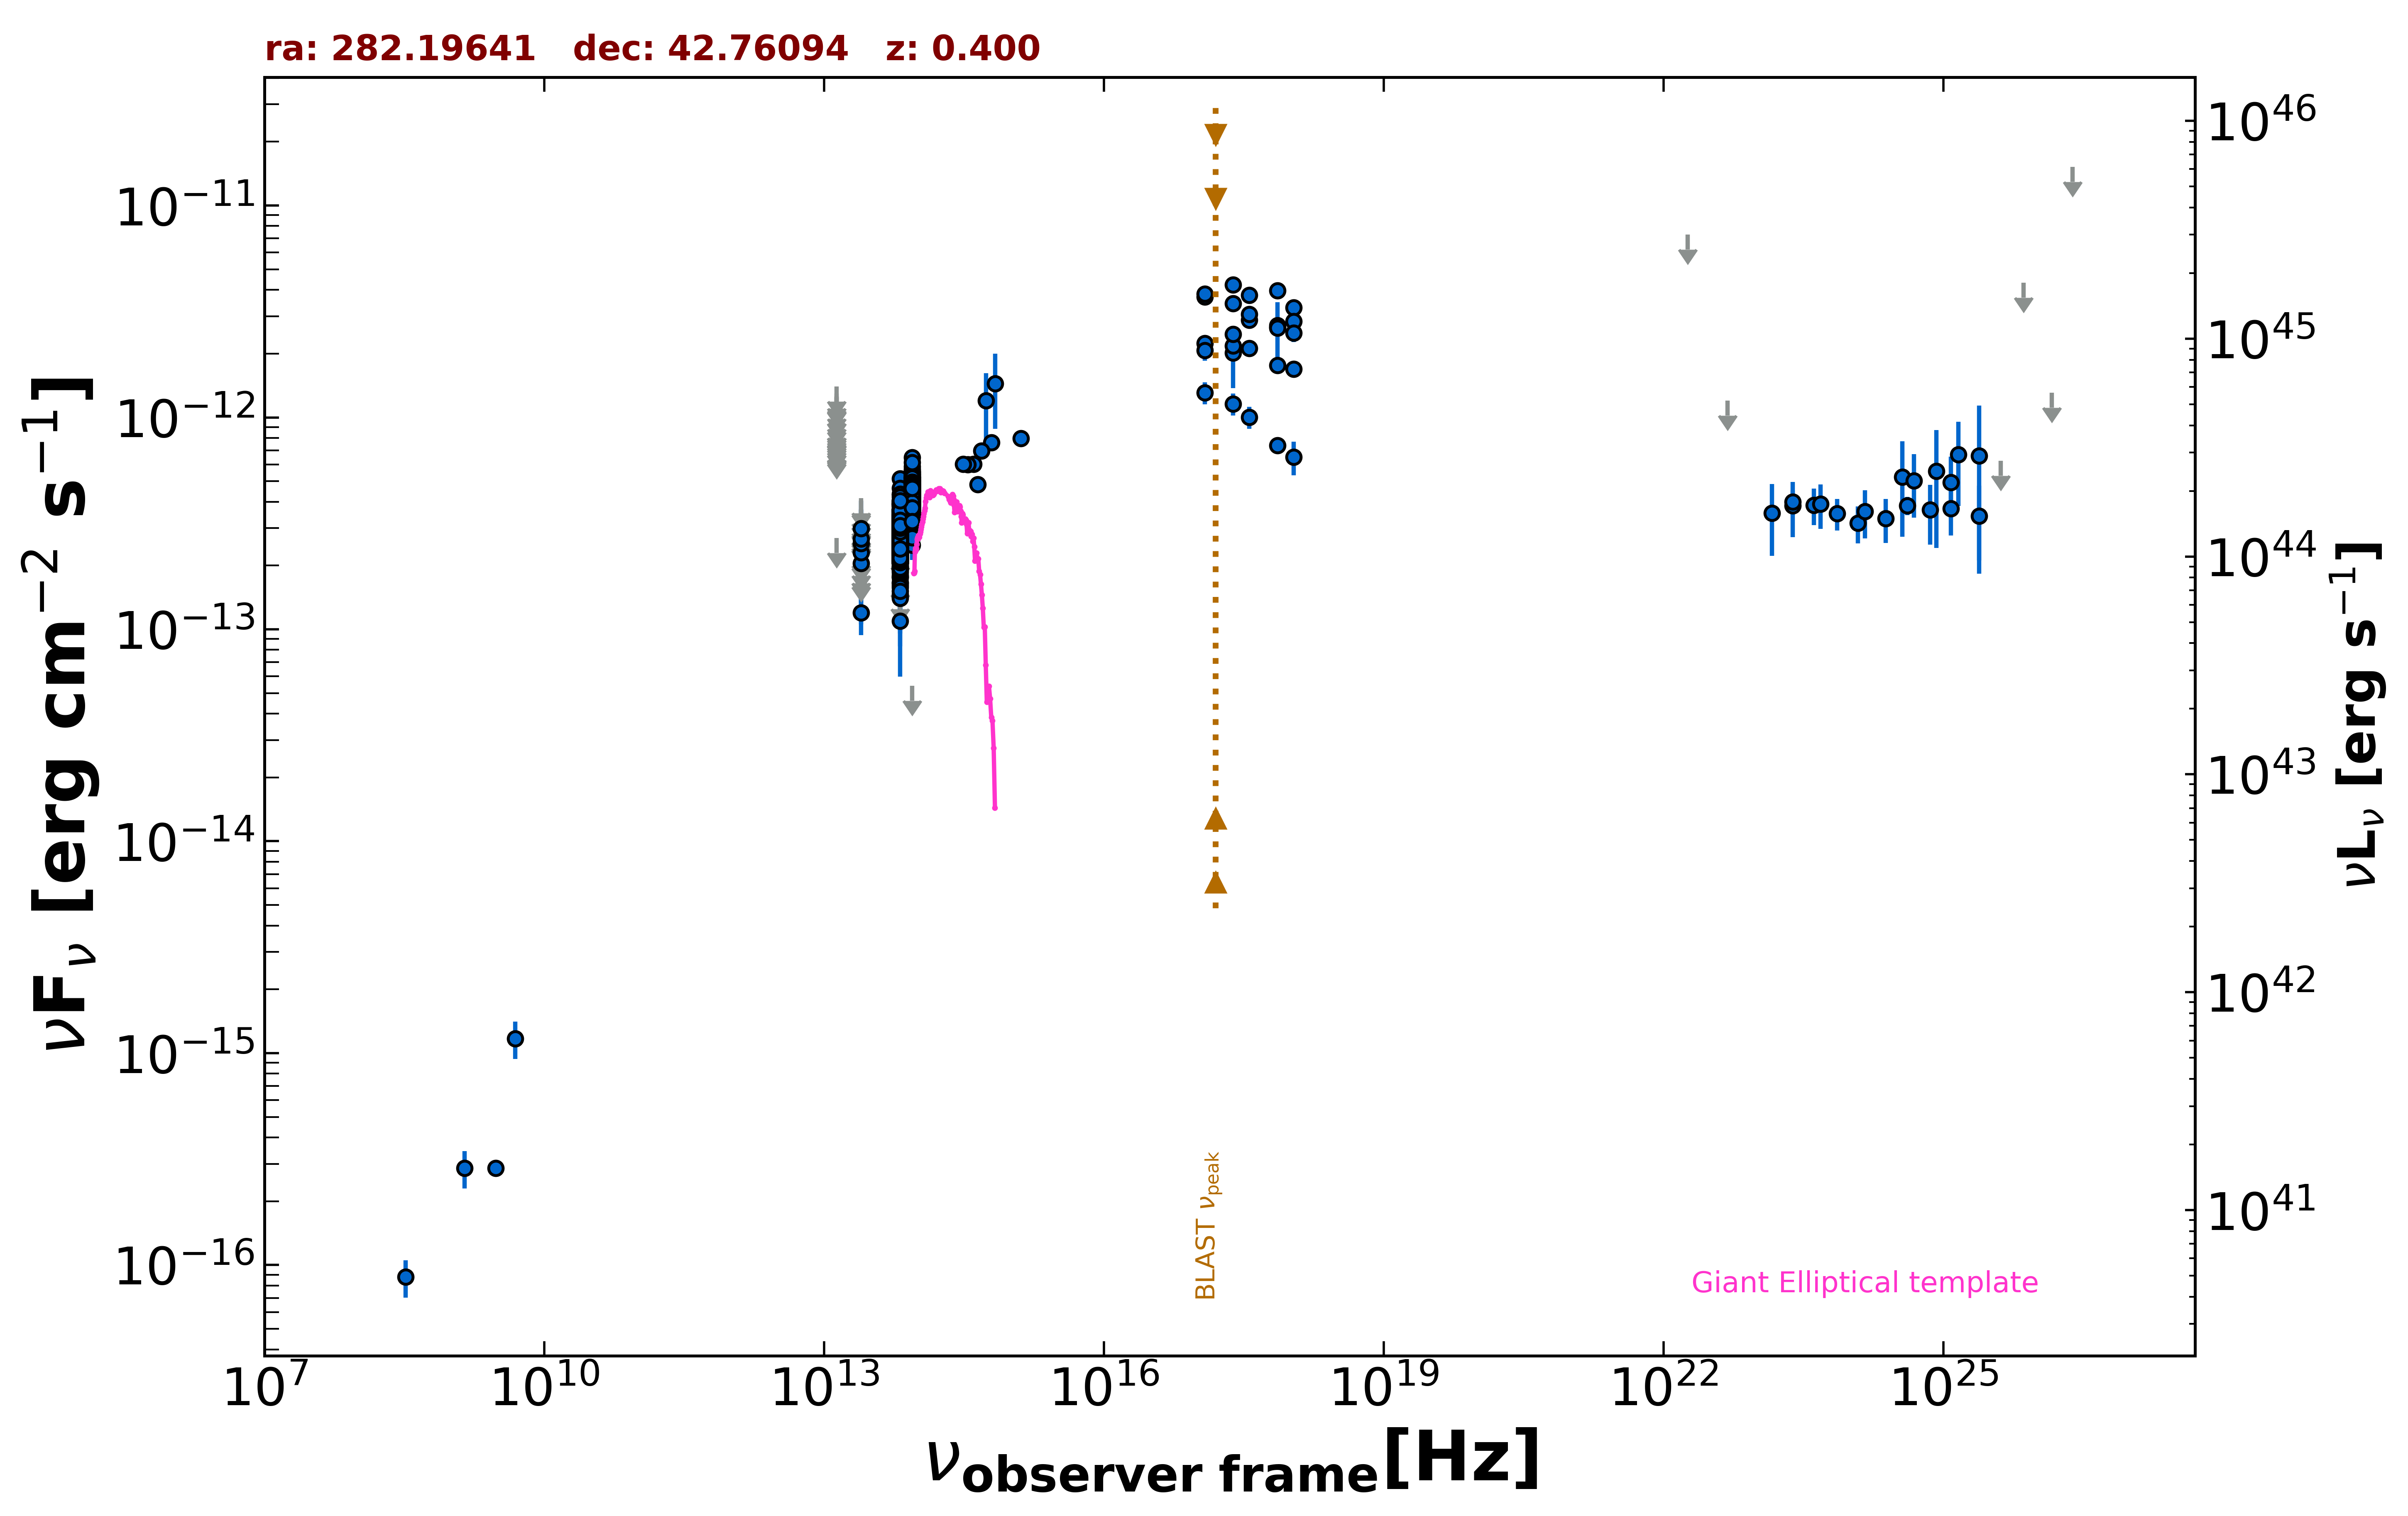 ra: 282.19641 dec: 42.76094 z: 0.400
νF_ν [erg cm^−2 s^−1]
10^−11
10^−12
10^−13
10^−14
10^−15
10^−16
10^46
10^45
10^44
10^43
10^42
10^41
νL_ν [erg s^−1]
BLAST ν_peak
Giant Elliptical template
10^7 10^10 10^13 10^16 10^19 10^22 10^25
ν_observer frame[Hz]